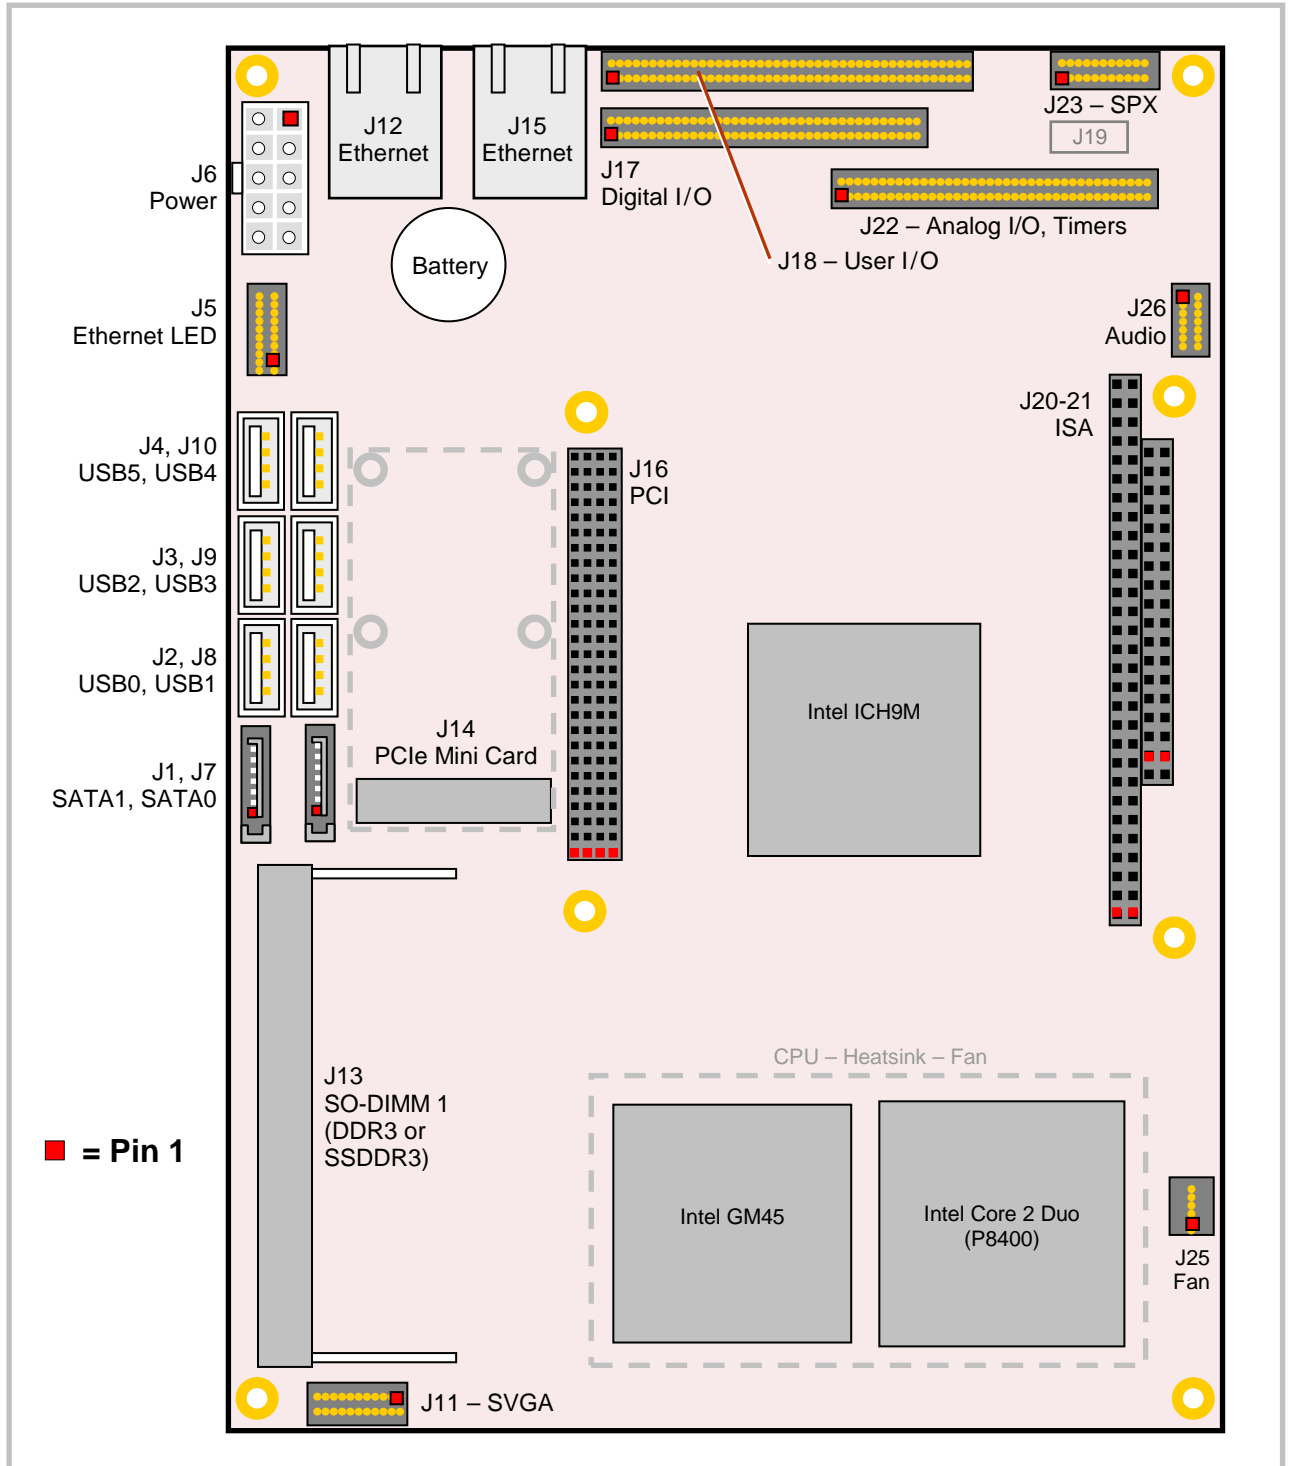 J12
Ethernet
J15
Ethernet
J23 – SPX
J19
J6
Power
J17
Digital I/O
J22 – Analog I/O, Timers
J18 – User I/O
Battery
J5
Ethernet LED
J26
Audio
J20-21
ISA
J4, J10
USB5, USB4
J16
PCI
J3, J9
USB2, USB3
J2, J8
USB0, USB1
Intel ICH9M
J14
PCIe Mini Card
J1, J7
SATA1, SATA0
CPU – Heatsink – Fan
J13
SO-DIMM 1
(DDR3 or
SSDDR3)
= Pin 1
Intel GM45
Intel Core 2 Duo
(P8400)
J25
Fan
J11 – SVGA